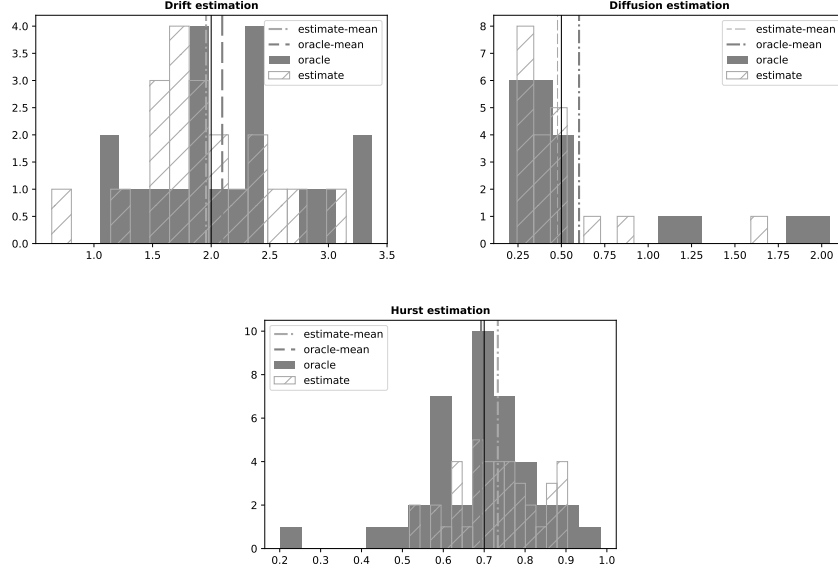 Drift estimation
4.0
3.5
3.0
2.5
2.0
1.5
1.0
0.5
0.0
1.0 1.5 2.0 2.5 3.0 3.5
estimate-mean
oracle-mean
oracle
estimate
Diffusion estimation
8
7
6
5
4
3
2
1
0
0.25 0.50 0.75 1.00 1.25 1.50 1.75 2.00
estimate-mean
oracle-mean
oracle
estimate
Hurst estimation
10
8
6
4
2
0
0.2 0.3 0.4 0.5 0.6 0.7 0.8 0.9 1.0
estimate-mean
oracle-mean
oracle
estimate